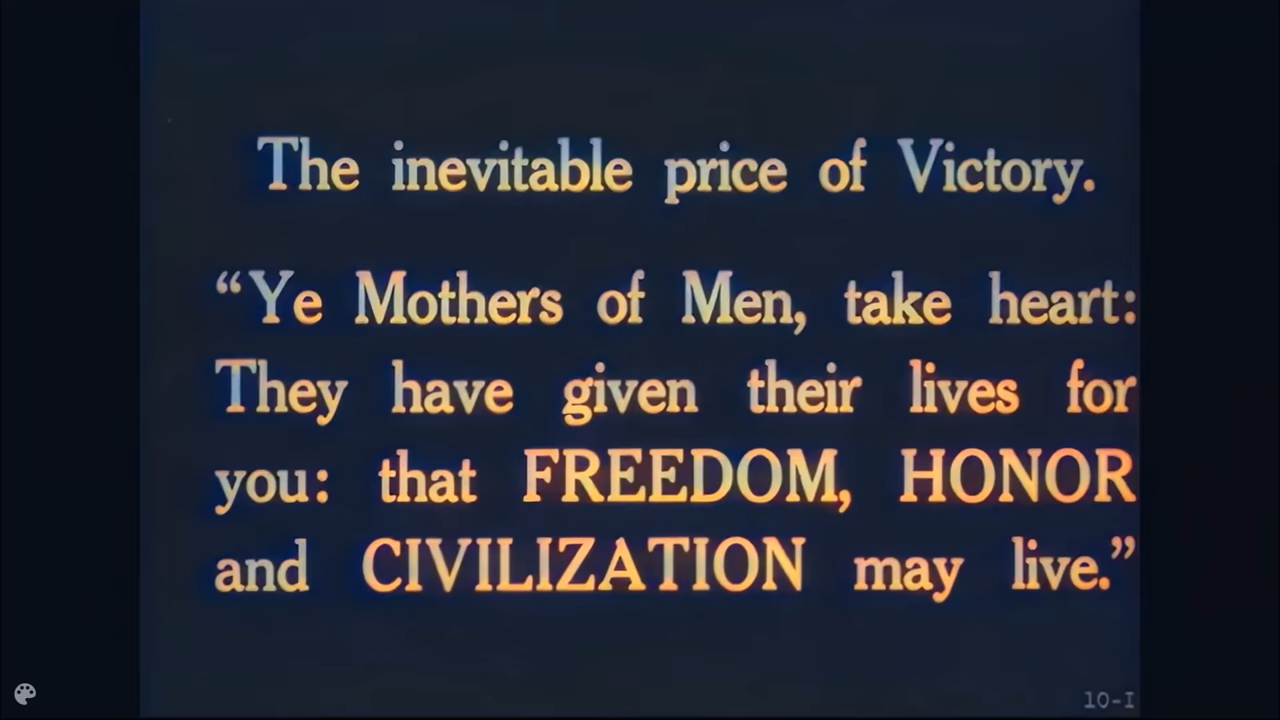 The inevitable price of Victory.
“Ye Mothers of Men, take heart:
They have given their lives for
you: that FREEDOM, HONOR
and CIVILIZATION may live.”
10-I